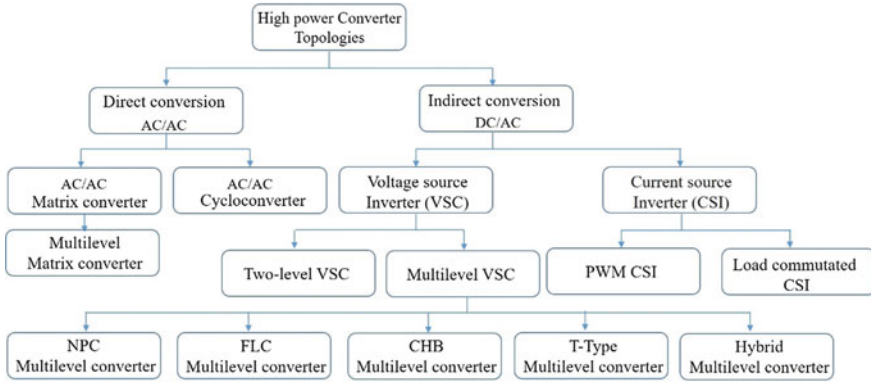 High power Converter
Topologies
Direct conversion
AC/AC
Indirect conversion
DC/AC
AC/AC
Matrix converter
AC/AC
Cycloconverter
Voltage source
Inverter (VSC)
Current source
Inverter (CSI)
Multilevel
Matrix converter
Two-level VSC
Multilevel VSC
PWM CSI
Load commutated
CSI
NPC
Multilevel converter
FLC
Multilevel converter
CHB
Multilevel converter
T-Type
Multilevel converter
Hybrid
Multilevel converter